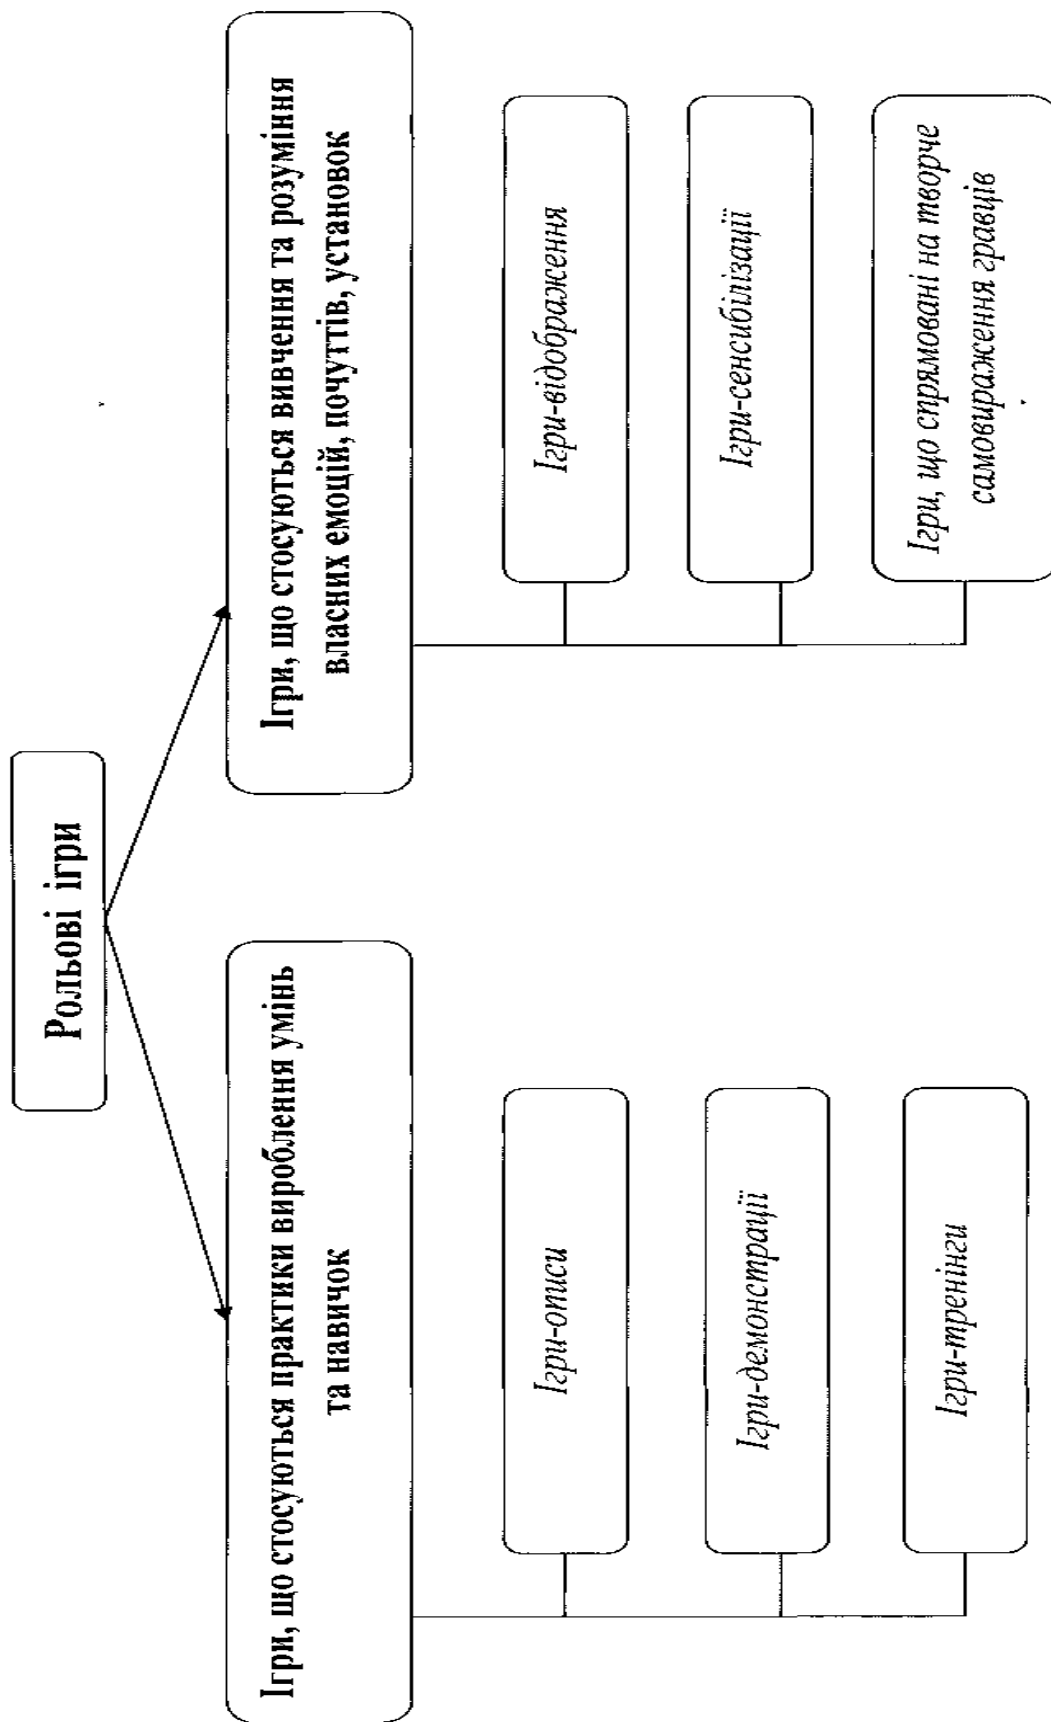 Рольові ігри
Ігри, що стосуються практики вироблення умінь
та навичок
Ігри-описи
Ігри-демонстрації
Ігри-тренінги
Ігри, що стосуються вивчення та розуміння
власних емоцій, почуттів, установок
Ігри-відображення
Ігри-сенсибілізації
Ігри, що спрямовані на творче
самовираження гравців